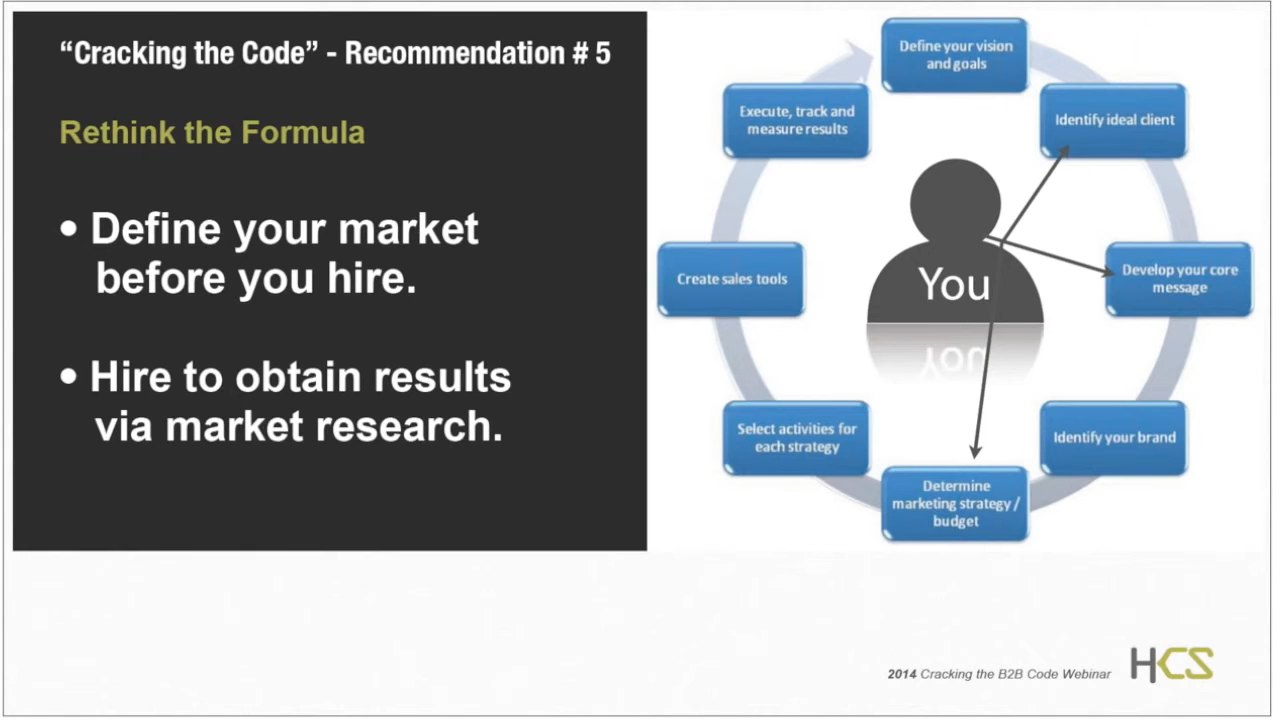 “Cracking the Code” - Recommendation # 5
Rethink the Formula
• Define your market
before you hire.
• Hire to obtain results
via market research.
Define your vision
and goals
Identify ideal client
Develop your core
message
Identify your brand
Determine
marketing strategy /
budget
Select activities for
each strategy
Create sales tools
Execute, track and
measure results
You
You
2014 Cracking the B2B Code Webinar
HCS